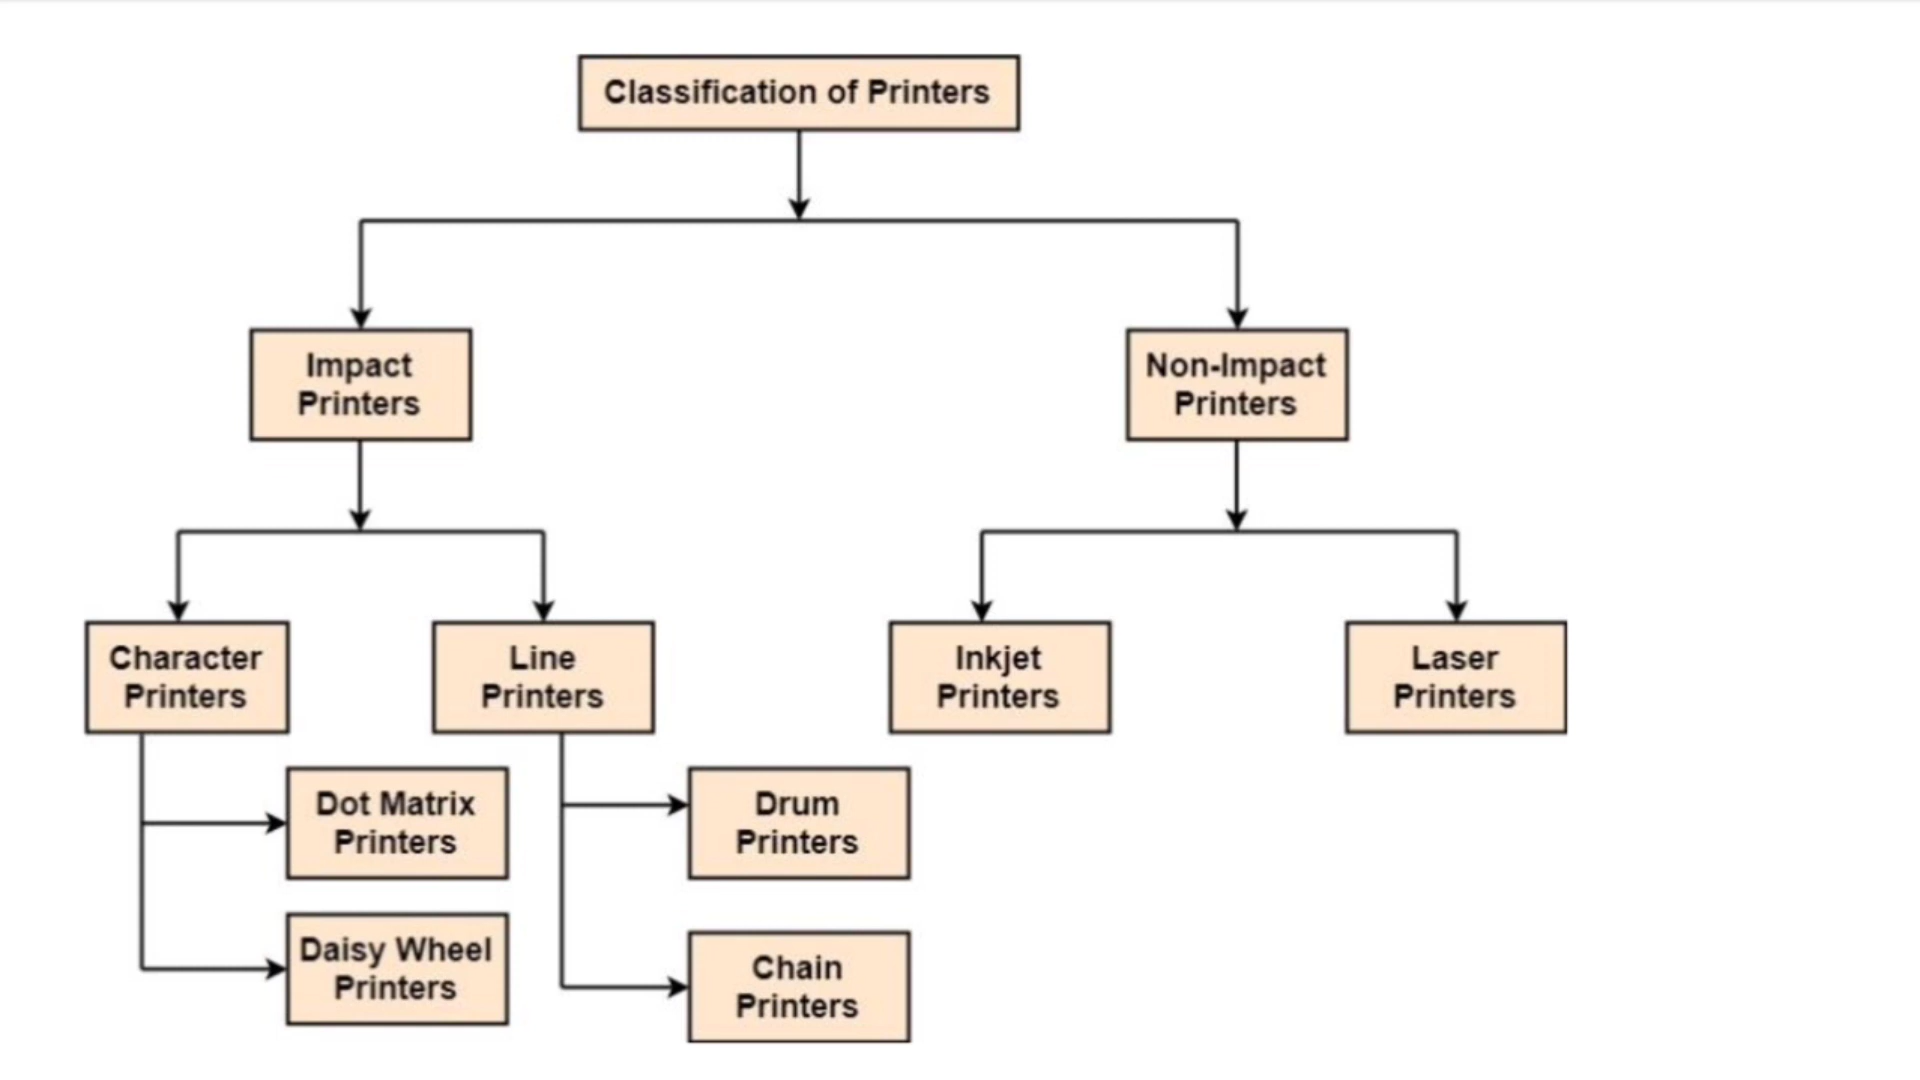 Classification of Printers
Impact
Printers
Non-Impact
Printers
Character
Printers
Line
Printers
Inkjet
Printers
Laser
Printers
Dot Matrix
Printers
Drum
Printers
Daisy Wheel
Printers
Chain
Printers